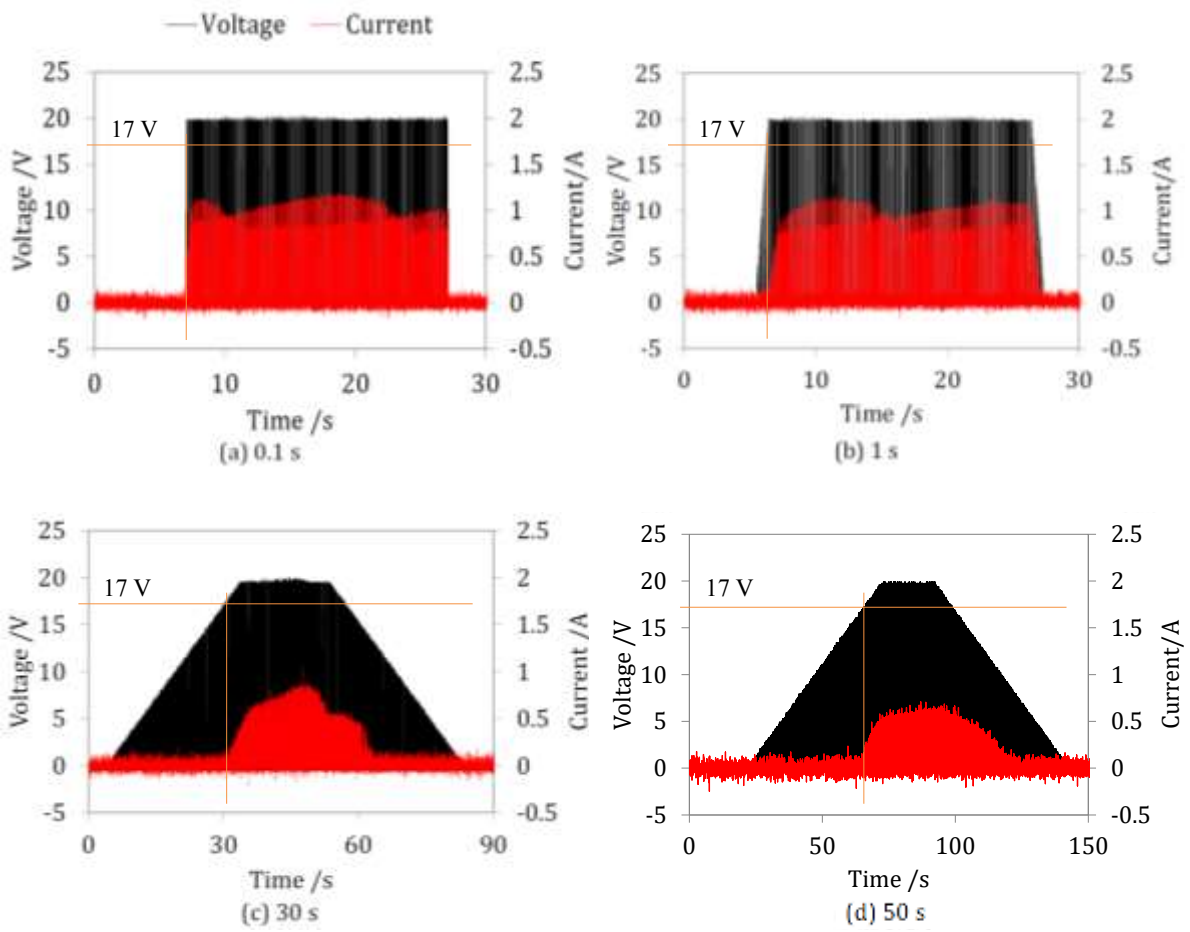 Voltage Current
25
20
15
10
5
0
-5
2.5
2
1.5
1
0.5
0
-0.5
17 V
Voltage /V
Current/A
0 10 20 30
Time /s
(a) 0.1 s
25
20
15
10
5
0
-5
2.5
2
1.5
1
0.5
0
-0.5
17 V
Voltage /V
Current/A
0 10 20 30
Time /s
(b) 1 s
25
20
15
10
5
0
-5
2.5
2
1.5
1
0.5
0
-0.5
17 V
Voltage /V
Current /A
0 30 60 90
Time /s
(c) 30 s
25
20
15
10
5
0
-5
2.5
2
1.5
1
0.5
0
-0.5
17 V
Voltage /V
Current/A
0 50 100 150
Time /s
(d) 50 s